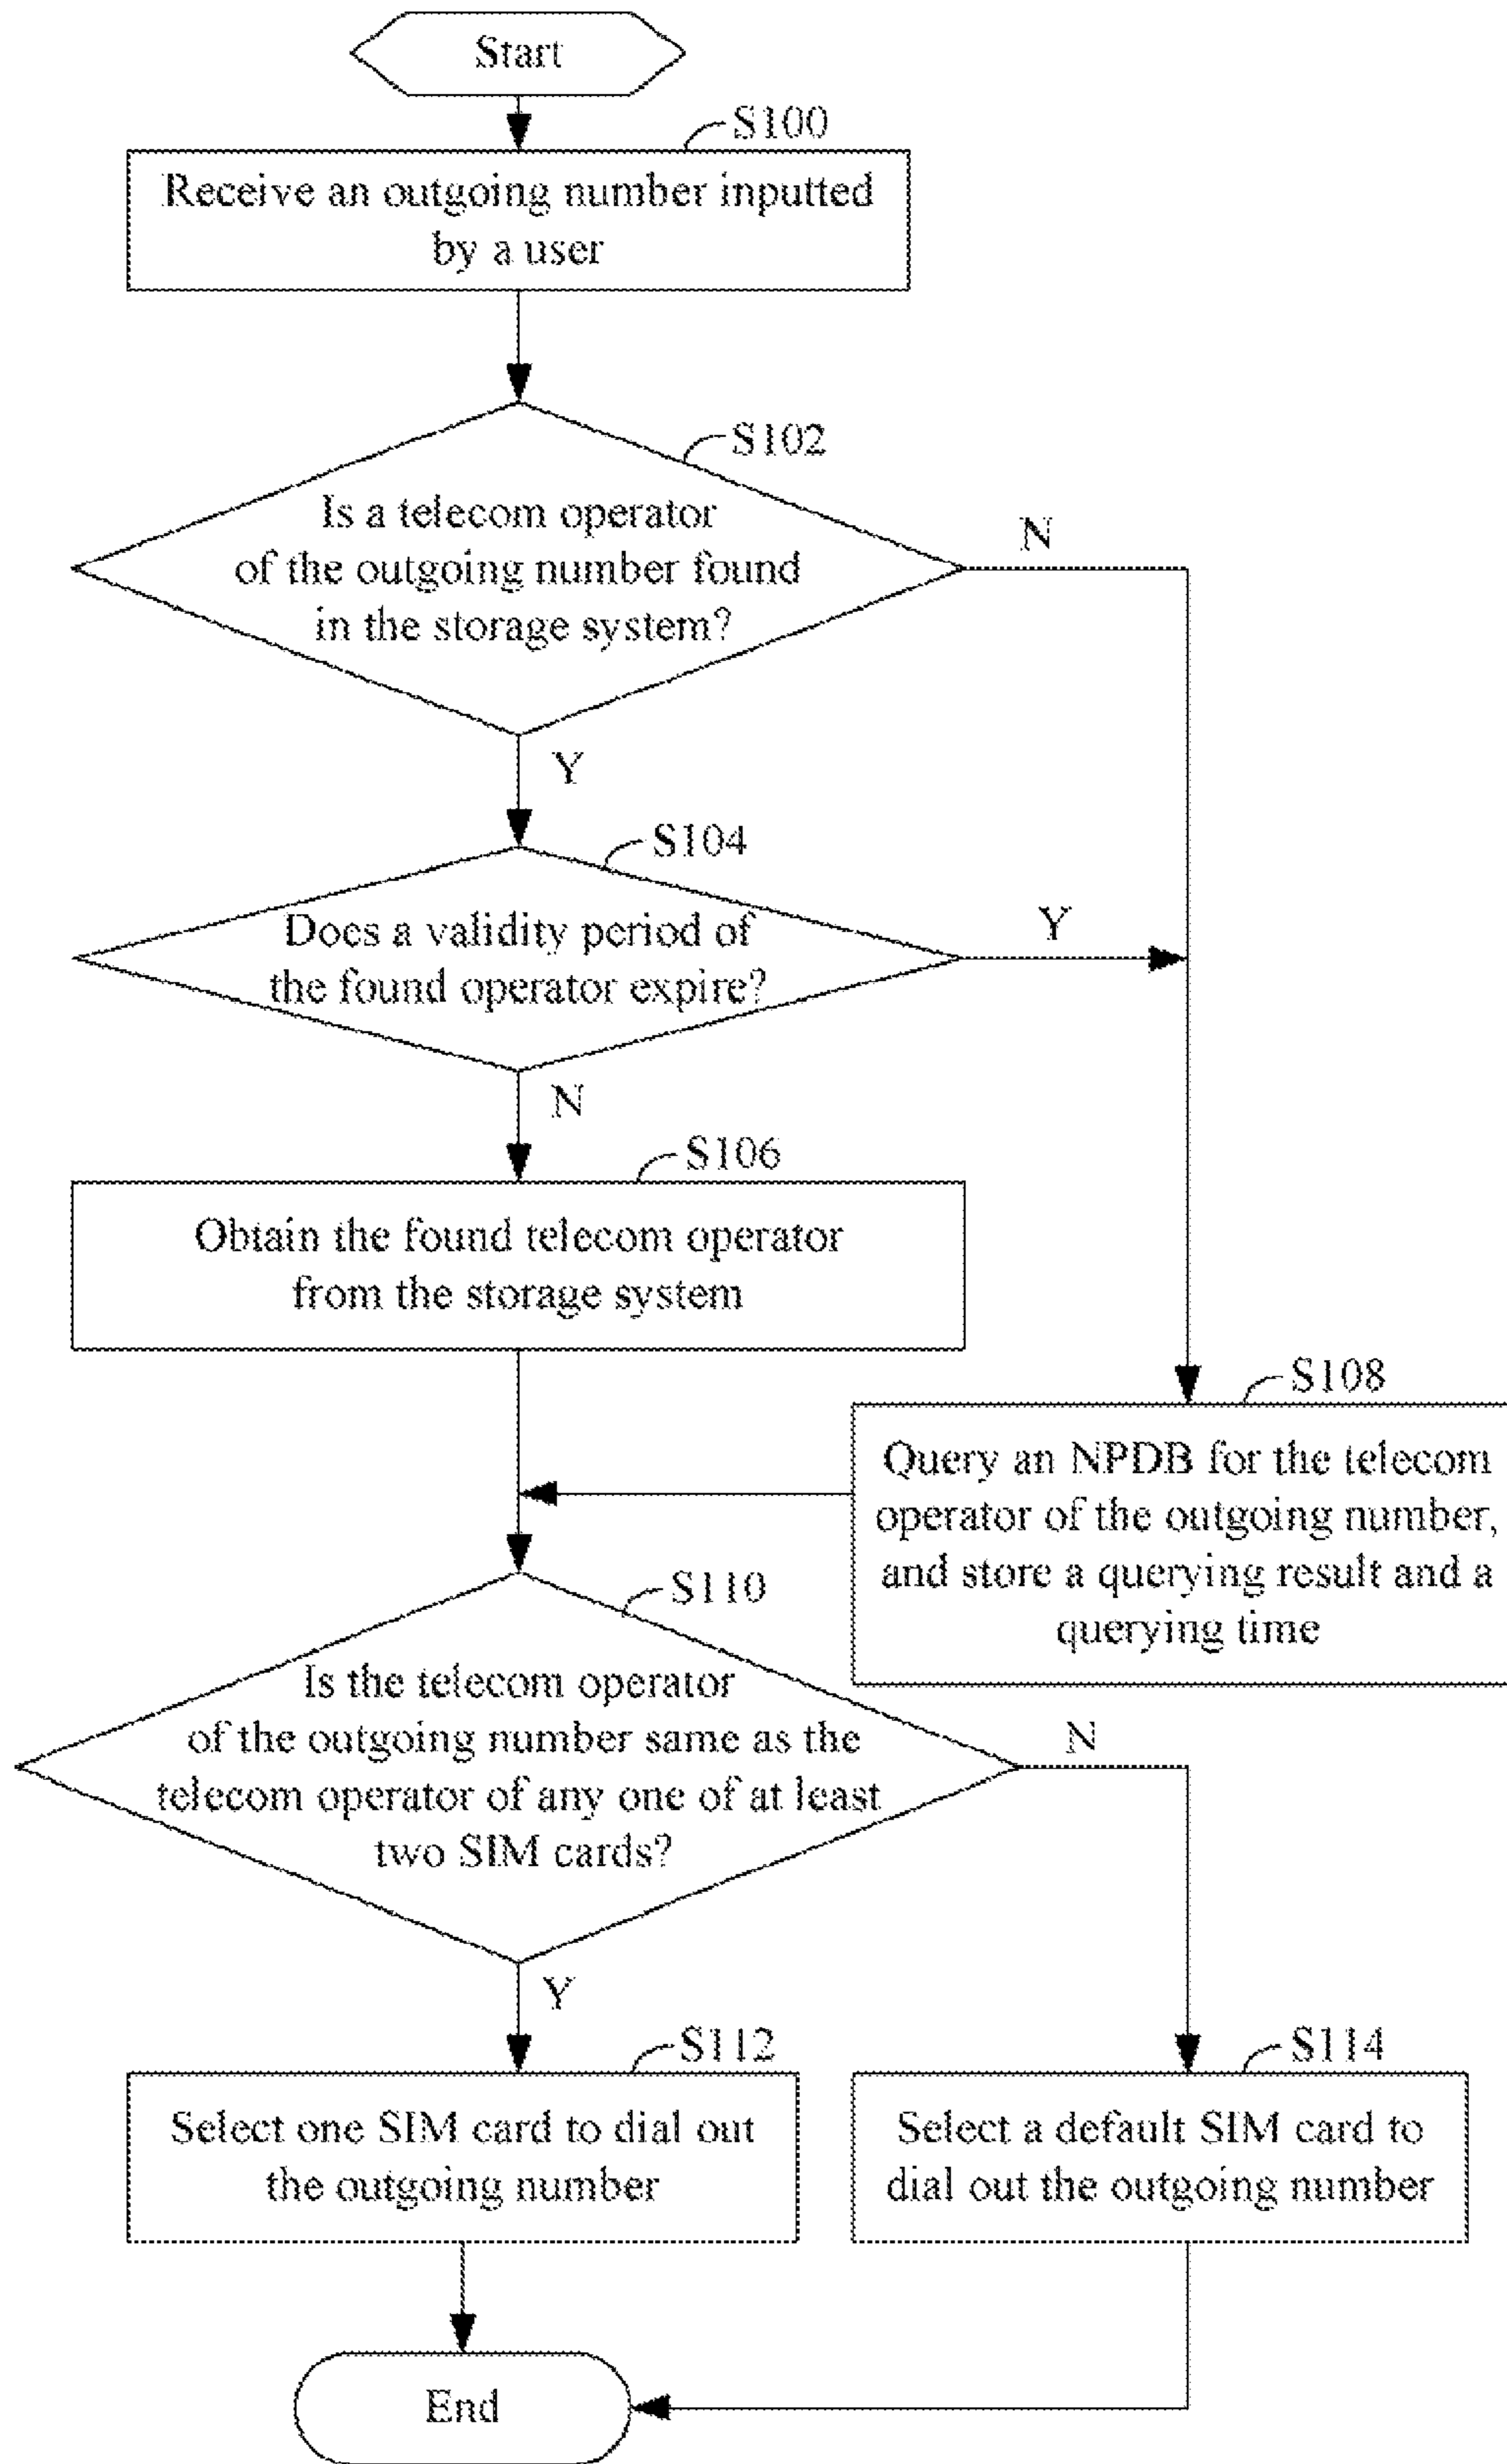 Start
S100
Receive an outgoing number inputted
by a user
S102
Is a telecom operator
of the outgoing number found
in the storage system?
N
Y
S104
Does a validity period of
the found operator expire?
Y
N
S106
Obtain the found telecom operator
from the storage system
S108
Query an NPDB for the telecom
operator of the outgoing number,
and store a querying result and a
querying time
S110
Is the telecom operator
of the outgoing number same as the
telecom operator of any one of at least
two SIM cards?
N
Y
S112
Select one SIM card to dial out
the outgoing number
S114
Select a default SIM card to
dial out the outgoing number
End